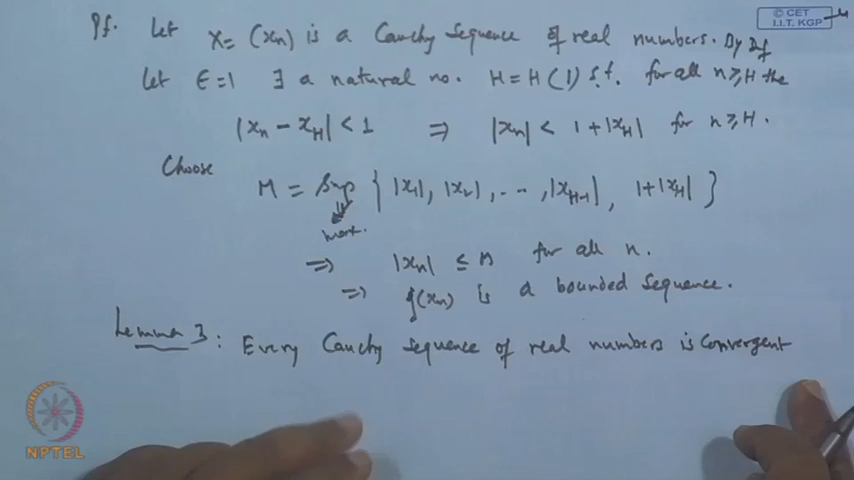 © CET
I.I.T. KGP
Pf. Let X = (xn) is a Cauchy Sequence of real numbers. By Df
Let ϵ=1 ∃ a natural no. H = H(1) s.t. for all n ≥ H the
|xn - xH| < 1 ⇒ |xn| < 1 + |xH| for n ≥ H.
Choose
M = Sup { |x1|, |x2|, ..., |xH-1|, 1+|xH| }
⇒ |xn| ≤ M for all n.
⇒ (xn) is a bounded sequence.
Lemma 3 : Every Cauchy sequence of real numbers is convergent
NPTEL